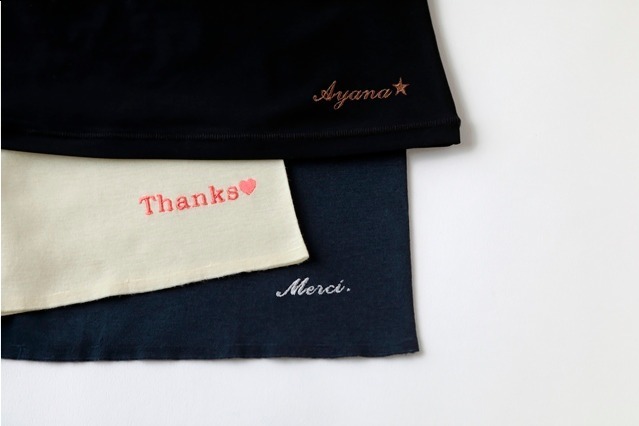 Ayana★
Thanks♥
Merci.